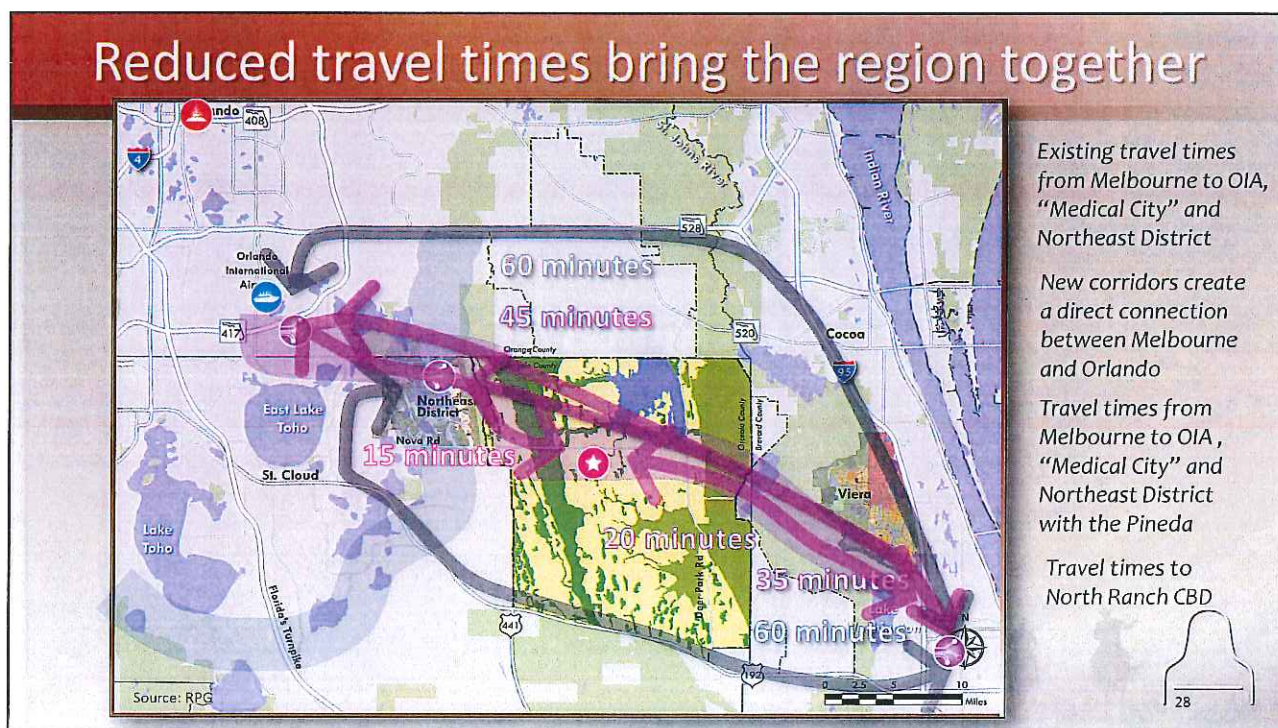 Reduced travel times bring the region together
408
4
St. Johns River
Indian River
528
Orlando
International
60 minutes
45 minutes
417
520
Cocoa
Orange County
95
East Lake
Toho
Northeast
District
Nova Rd
15 minutes
St. Cloud
Osceola County
Brevard County
Viera
Lake
Toho
20 minutes
Deer Park Rd
35 minutes
60 minutes
Florida's Turnpike
441
192
N
0 2.5 5 10
Miles
Source: RPG
Existing travel times
from Melbourne to OIA,
“Medical City” and
Northeast District
New corridors create
a direct connection
between Melbourne
and Orlando
Travel times from
Melbourne to OIA ,
“Medical City” and
Northeast District
with the Pineda
Travel times to
North Ranch CBD
28